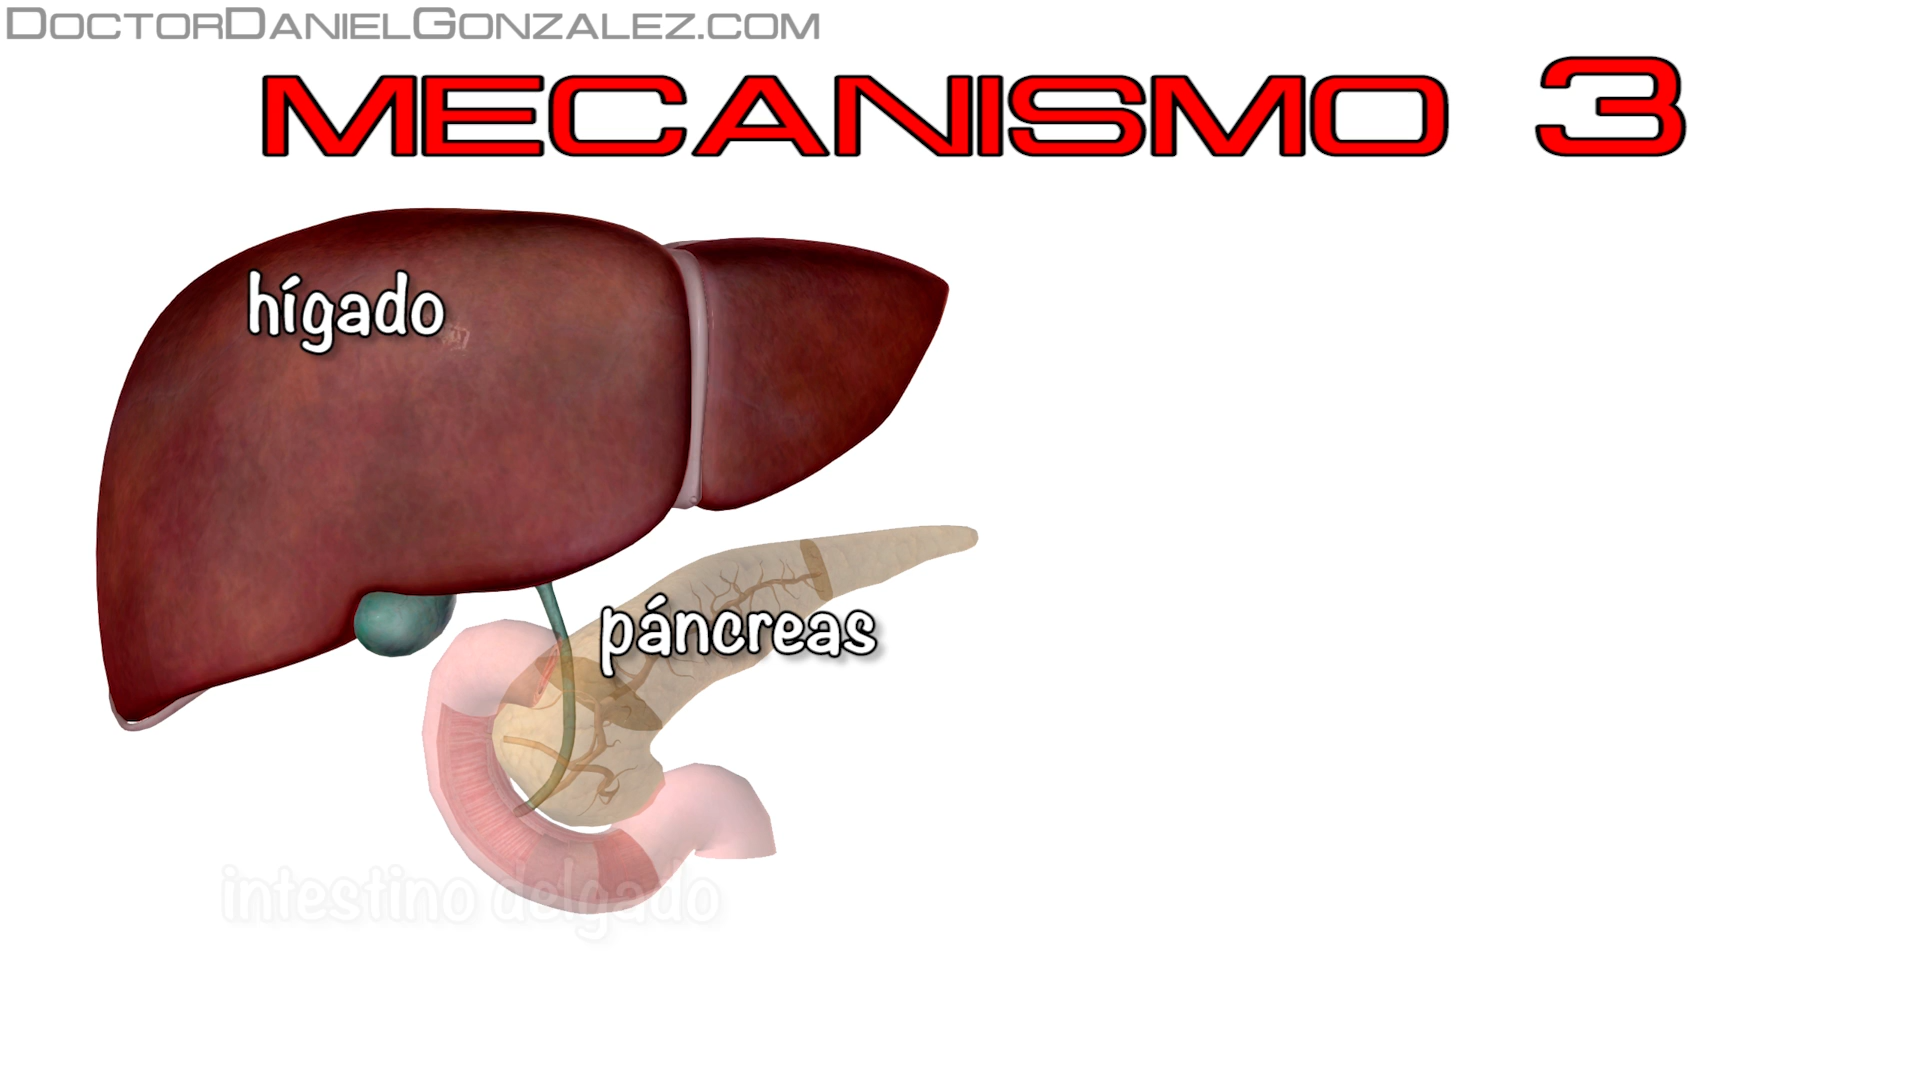 DOCTORDANIELGONZALEZ.COM
MECANISMO 3
hígado
páncreas
intestino delgado